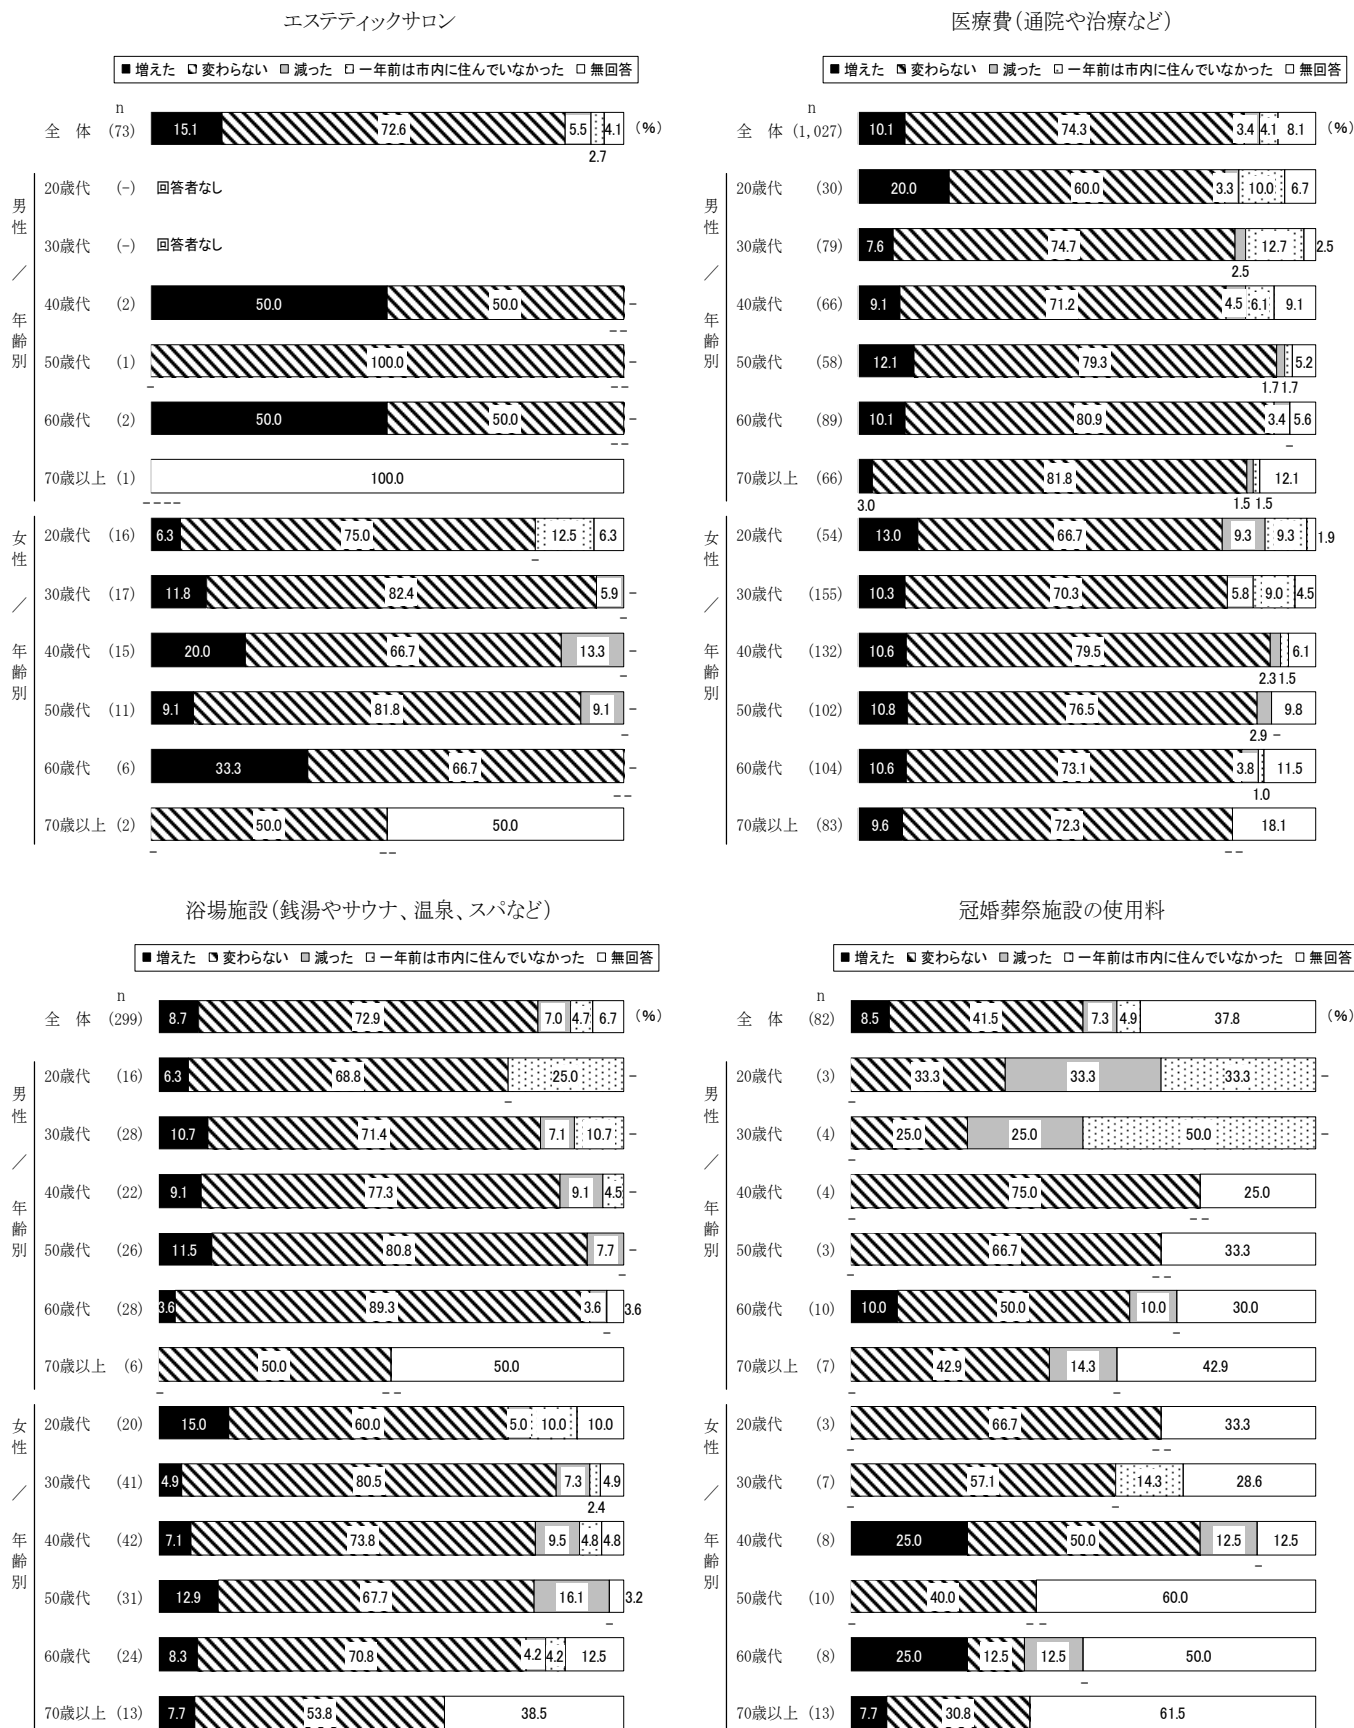 エステティックサロン
■ 増えた ◩ 変わらない ■ 減った □ 一年前は市内に住んでいなかった □ 無回答
n
全 体 (73) 15.1 72.6 5.5 4.1 (%)
2.7
男性／年齢別
20歳代 (-) 回答者なし
30歳代 (-) 回答者なし
40歳代 (2) 50.0 50.0 -
- -
50歳代 (1) 100.0 -
- - -
60歳代 (2) 50.0 50.0 -
- -
70歳以上 (1) 100.0
- - - -
女性／年齢別
20歳代 (16) 6.3 75.0 12.5 6.3
-
30歳代 (17) 11.8 82.4 5.9 -
40歳代 (15) 20.0 66.7 13.3 -
-
50歳代 (11) 9.1 81.8 9.1 -
-
60歳代 (6) 33.3 66.7 -
- -
70歳以上 (2) 50.0 50.0
- - -
医療費(通院や治療など)
■ 増えた ◩ 変わらない ■ 減った □ 一年前は市内に住んでいなかった □ 無回答
n
全 体 (1,027) 10.1 74.3 3.4 4.1 8.1 (%)
男性／年齢別
20歳代 (30) 20.0 60.0 3.3 10.0 6.7
30歳代 (79) 7.6 74.7 12.7 2.5
2.5
40歳代 (66) 9.1 71.2 4.5 6.1 9.1
50歳代 (58) 12.1 79.3 5.2
1.7 1.7
60歳代 (89) 10.1 80.9 3.4 5.6
-
70歳以上 (66) 81.8 12.1
3.0 1.5 1.5
女性／年齢別
20歳代 (54) 13.0 66.7 9.3 9.3 1.9
30歳代 (155) 10.3 70.3 5.8 9.0 4.5
40歳代 (132) 10.6 79.5 6.1
2.3 1.5
50歳代 (102) 10.8 76.5 9.8
2.9 -
60歳代 (104) 10.6 73.1 3.8 11.5
1.0
70歳以上 (83) 9.6 72.3 18.1
- -
浴場施設(銭湯やサウナ、温泉、スパなど)
■ 増えた ◩ 変わらない ■ 減った □ 一年前は市内に住んでいなかった □ 無回答
n
全 体 (299) 8.7 72.9 7.0 4.7 6.7 (%)
男性／年齢別
20歳代 (16) 6.3 68.8 25.0 -
-
30歳代 (28) 10.7 71.4 7.1 10.7 -
40歳代 (22) 9.1 77.3 9.1 4.5 -
50歳代 (26) 11.5 80.8 7.7 -
-
60歳代 (28) 3.6 89.3 3.6 3.6
-
70歳以上 (6) 50.0 50.0
- - -
女性／年齢別
20歳代 (20) 15.0 60.0 5.0 10.0 10.0
30歳代 (41) 4.9 80.5 7.3 4.9
2.4
40歳代 (42) 7.1 73.8 9.5 4.8 4.8
50歳代 (31) 12.9 67.7 16.1 3.2
-
60歳代 (24) 8.3 70.8 4.2 4.2 12.5
70歳以上 (13) 7.7 53.8 38.5
冠婚葬祭施設の使用料
■ 増えた ◩ 変わらない ■ 減った □ 一年前は市内に住んでいなかった □ 無回答
n
全 体 (82) 8.5 41.5 7.3 4.9 37.8 (%)
男性／年齢別
20歳代 (3) 33.3 33.3 33.3 -
-
30歳代 (4) 25.0 25.0 50.0 -
-
40歳代 (4) 75.0 25.0
- - -
50歳代 (3) 66.7 33.3
- - -
60歳代 (10) 10.0 50.0 10.0 30.0
-
70歳以上 (7) 42.9 14.3 42.9
- -
女性／年齢別
20歳代 (3) 66.7 33.3
- - -
30歳代 (7) 57.1 14.3 28.6
- -
40歳代 (8) 25.0 50.0 12.5 12.5
-
50歳代 (10) 40.0 60.0
- - -
60歳代 (8) 25.0 12.5 12.5 50.0
-
70歳以上 (13) 7.7 30.8 61.5